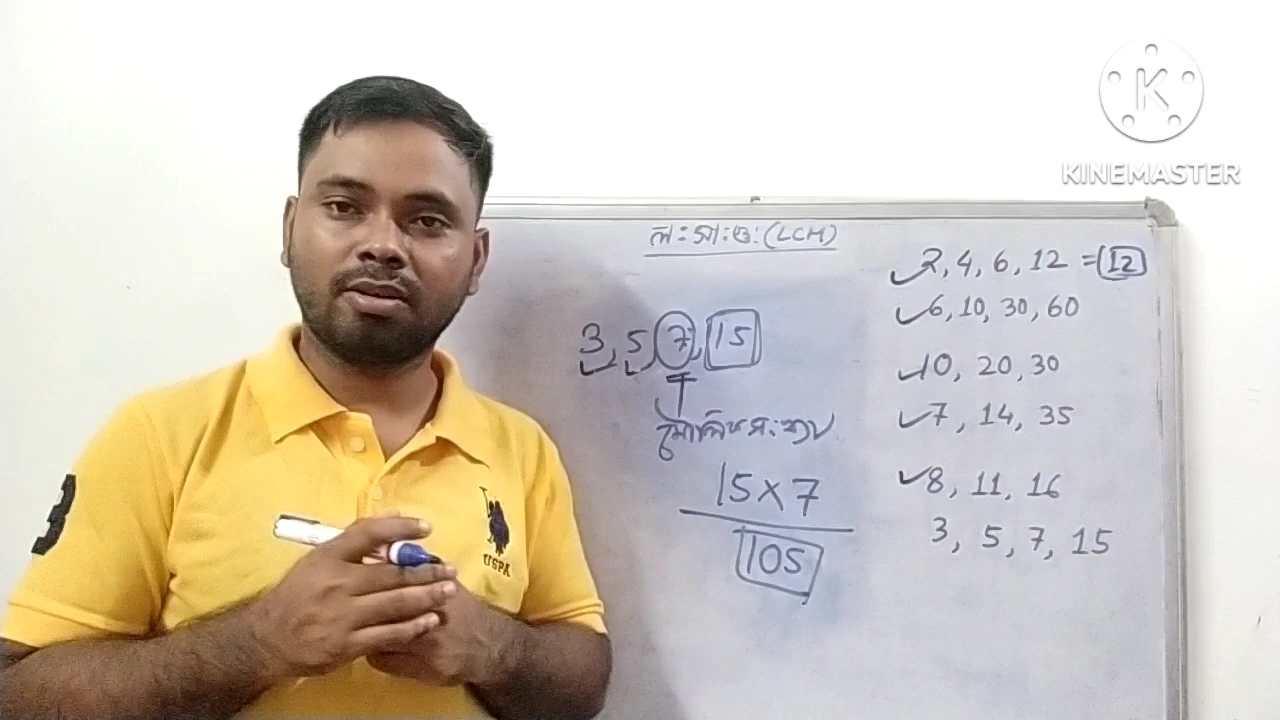 KINEMASTER
ল:সা:গু: (LCM)
3, 5, 7, 15
মৌলিক সংখ্যা
15×7
105
2, 4, 6, 12 = 12
6, 10, 30, 60
10, 20, 30
7, 14, 35
8, 11, 16
3, 5, 7, 15
3
USPA